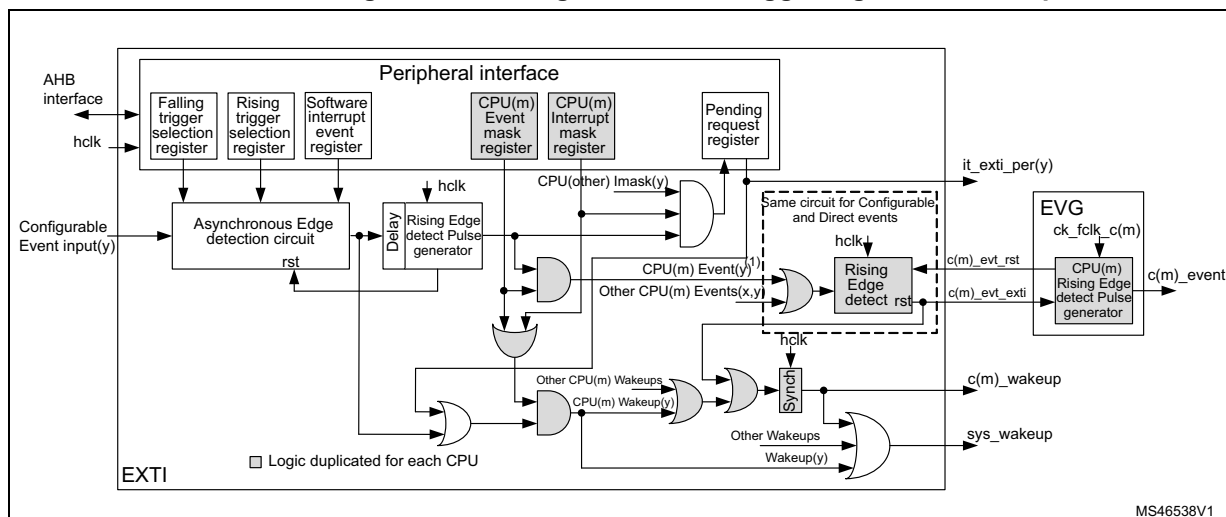 Peripheral interface
AHB
interface
hclk
Falling
trigger
selection
register
Rising
trigger
selection
register
Software
interrupt
event
register
CPU(m)
Event
mask
register
CPU(m)
Interrupt
mask
register
Pending
request
register
it_exti_per(y)
CPU(other) Imask(y)
hclk
Configurable
Event input(y)
Asynchronous Edge
detection circuit
rst
Delay
Rising Edge
detect Pulse
generator
Same circuit for Configurable
and Direct events
hclk
Rising
Edge
detect
rst
EVG
ck_fclk_c(m)
CPU(m)
Rising Edge
detect Pulse
generator
c(m)_evt_rst
c(m)_evt_exti
c(m)_event
CPU(m) Event(y)(1)
Other CPU(m) Events(x,y)
hclk
Synch
Other CPU(m) Wakeups
CPU(m) Wakeup(y)
c(m)_wakeup
Other Wakeups
Wakeup(y)
sys_wakeup
Logic duplicated for each CPU
EXTI
MS46538V1